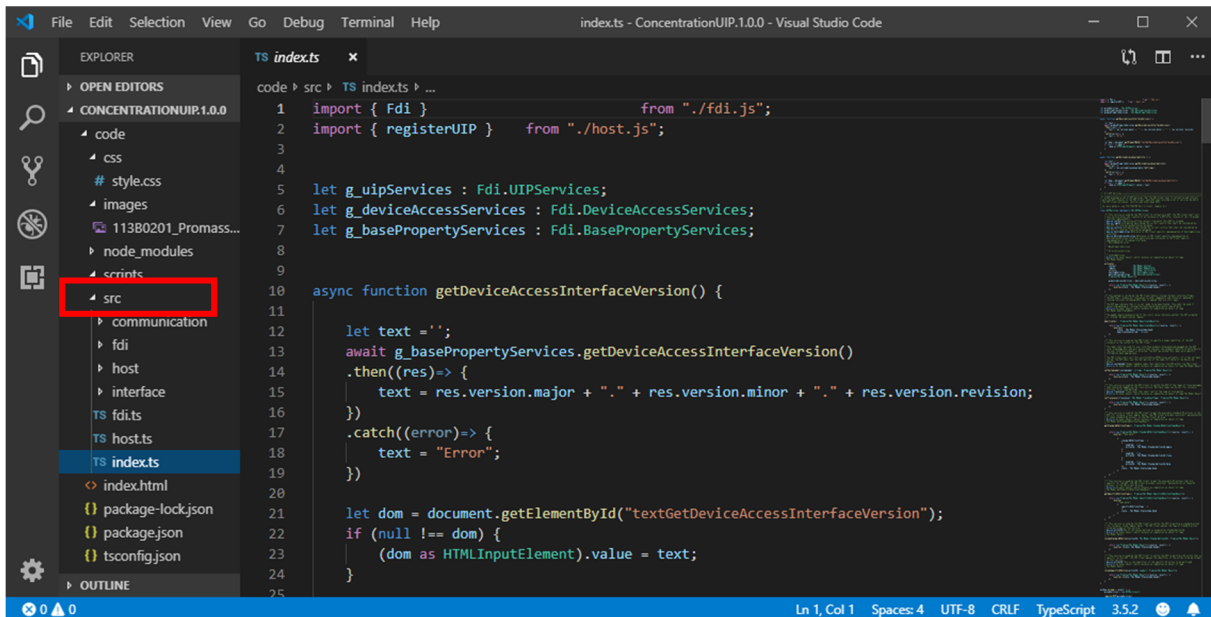 File Edit Selection View Go Debug Terminal Help index.ts - ConcentrationUIP.1.0.0 - Visual Studio Code
EXPLORER
OPEN EDITORS
CONCENTRATIONUIP.1.0.0
code
css
# style.css
images
113B0201_Promass...
node_modules
scripts
src
communication
fdi
host
interface
TS fdi.ts
TS host.ts
TS index.ts
<> index.html
{} package-lock.json
{} package.json
{} tsconfig.json
OUTLINE
TS index.ts ×
code src TS index.ts ...
1 import { Fdi } from "./fdi.js";
2 import { registerUIP } from "./host.js";
3
4
5 let g_uipServices : Fdi.UIPServices;
6 let g_deviceAccessServices : Fdi.DeviceAccessServices;
7 let g_basePropertyServices : Fdi.BasePropertyServices;
8
9
10 async function getDeviceAccessInterfaceVersion() {
11
12 let text ='';
13 await g_basePropertyServices.getDeviceAccessInterfaceVersion()
14 .then((res)=> {
15 text = res.version.major + "." + res.version.minor + "." + res.version.revision;
16 })
17 .catch((error)=> {
18 text = "Error";
19 })
20
21 let dom = document.getElementById("textGetDeviceAccessInterfaceVersion");
22 if (null !== dom) {
23 (dom as HTMLInputElement).value = text;
24 }
25
0 0 Ln 1, Col 1 Spaces: 4 UTF-8 CRLF TypeScript 3.5.2